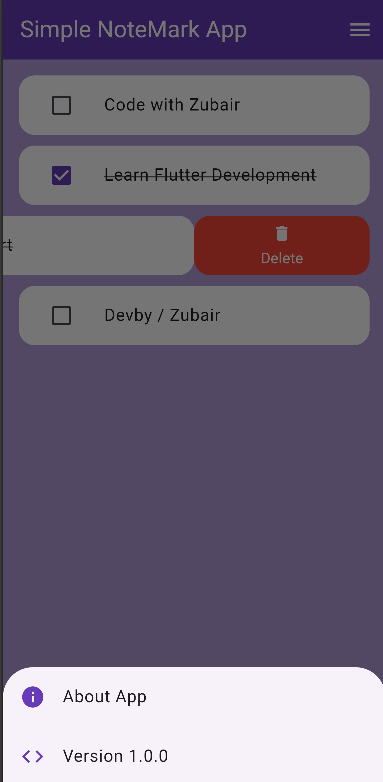 Simple NoteMark App
Code with Zubair
Learn Flutter Development
rt
Delete
Devby / Zubair
About App
Version 1.0.0